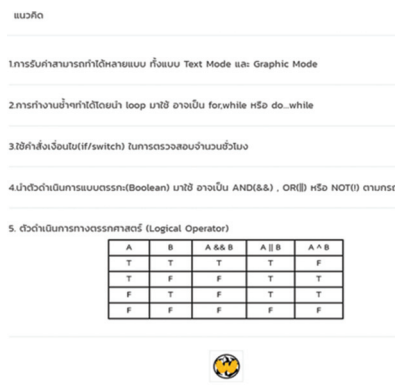 แนวคิด
1.การรับค่าสามารถทำได้หลายแบบ ทั้งแบบ Text Mode และ Graphic Mode
2.การทำงานซ้ำๆทำได้โดยนำ loop มาใช้ อาจเป็น for,while หรือ do...while
3.ใช้คำสั่งเงื่อนไข(if/switch) ในการตรวจสอบจำนวนชั่วโมง
4.นำตัวดำเนินการแบบตรรกะ(Boolean) มาใช้ อาจเป็น AND(&&) , OR(||) หรือ NOT(!) ตามกรณ
5. ตัวดำเนินการทางตรรกศาสตร์ (Logical Operator)
A B A && B A || B A ^ B
T T T T F
T F F T T
F T F T T
F F F F F